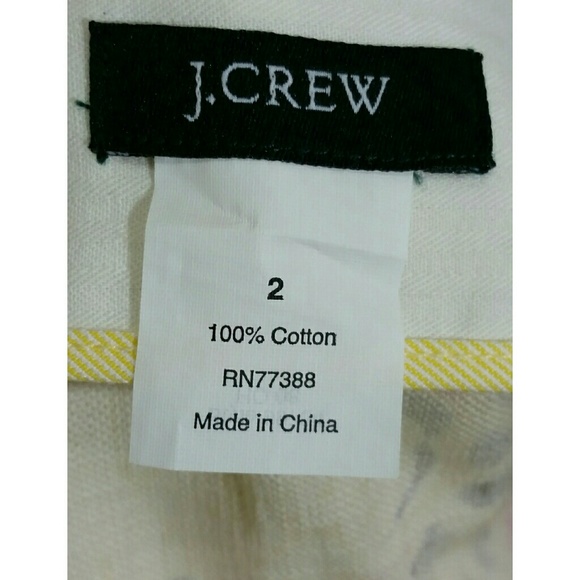 J.CREW
2
100% Cotton
RN77388
Made in China